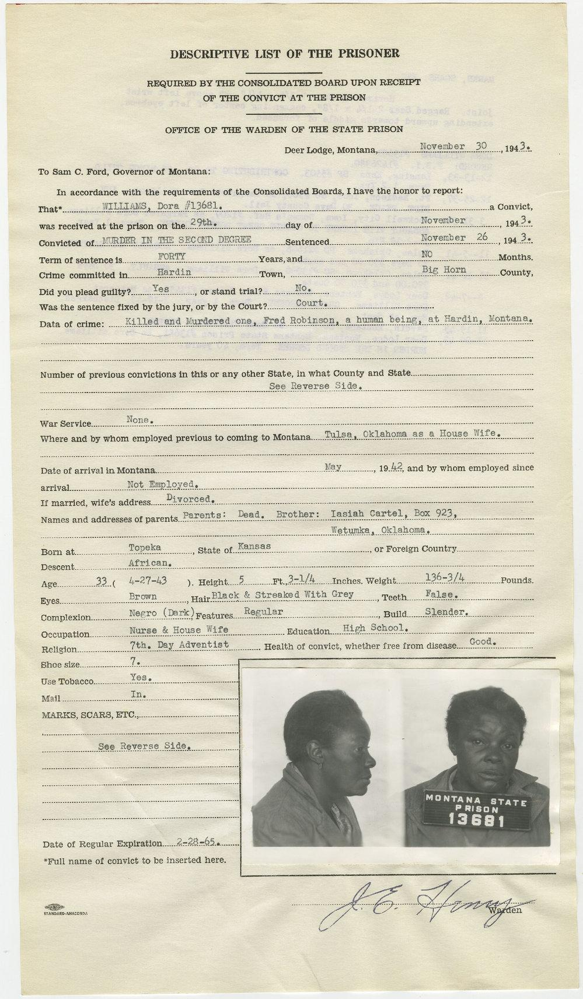 DESCRIPTIVE LIST OF THE PRISONER
REQUIRED BY THE CONSOLIDATED BOARD UPON RECEIPT
OF THE CONVICT AT THE PRISON
OFFICE OF THE WARDEN OF THE STATE PRISON
Deer Lodge, Montana, November 30, 1943.
To Sam C. Ford, Governor of Montana:
In accordance with the requirements of the Consolidated Boards, I have the honor to report:
That* WILLIAMS, Dora #13681. a Convict,
was received at the prison on the 29th. day of November, 1943.
Convicted of MURDER IN THE SECOND DEGREE Sentenced November 26, 1943.
Term of sentence is FORTY Years, and NO Months.
Crime committed in Hardin Town, Big Horn County,
Did you plead guilty? Yes, or stand trial? No.
Was the sentence fixed by the jury, or by the Court? Court.
Data of crime: Killed and Murdered one, Fred Robinson, a human being, at Hardin, Montana.
Number of previous convictions in this or any other State, in what County and State
See Reverse Side.
War Service None.
Where and by whom employed previous to coming to Montana Tulsa, Oklahoma as a House Wife.
Date of arrival in Montana May, 1942, and by whom employed since
arrival Not Employed.
If married, wife's address Divorced.
Names and addresses of parents Parents: Dead. Brother: Iasiah Cartel, Box 923,
Wetumka, Oklahoma.
Born at Topeka, State of Kansas, or Foreign Country
Descent African.
Age 33 ( 4-27-43 ). Height 5 Ft., 3-1/4 Inches. Weight 136-3/4 Pounds.
Eyes Brown, Hair Black & Streaked With Grey, Teeth False.
Complexion Negro (Dark) Features Regular, Build Slender.
Occupation Nurse & House Wife Education High School.
Religion 7th. Day Adventist Health of convict, whether free from disease Good.
Shoe size 7.
Use Tobacco Yes.
Mail In.
MARKS, SCARS, ETC.,
See Reverse Side.
MONTANA STATE
PRISON
13681
Date of Regular Expiration 2-28-65.
*Full name of convict to be inserted here.
J. E. Henry
Warden
STANDARD-ANACONDA